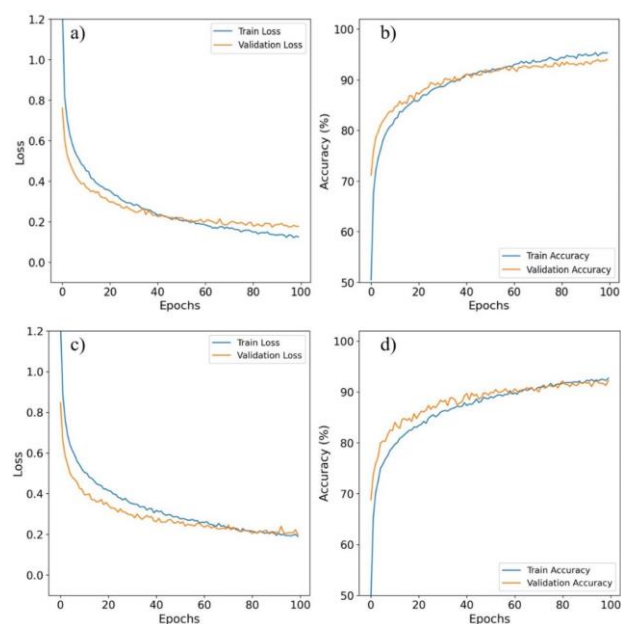 a)
Train Loss
Validation Loss
1.2
1.0
0.8
0.6
0.4
0.2
0.0
Loss
0 20 40 60 80 100
Epochs
b)
100
90
80
70
60
50
Accuracy (%)
Train Accuracy
Validation Accuracy
0 20 40 60 80 100
Epochs
c)
Train Loss
Validation Loss
1.2
1.0
0.8
0.6
0.4
0.2
0.0
Loss
0 20 40 60 80 100
Epochs
d)
100
90
80
70
60
50
Accuracy (%)
Train Accuracy
Validation Accuracy
0 20 40 60 80 100
Epochs